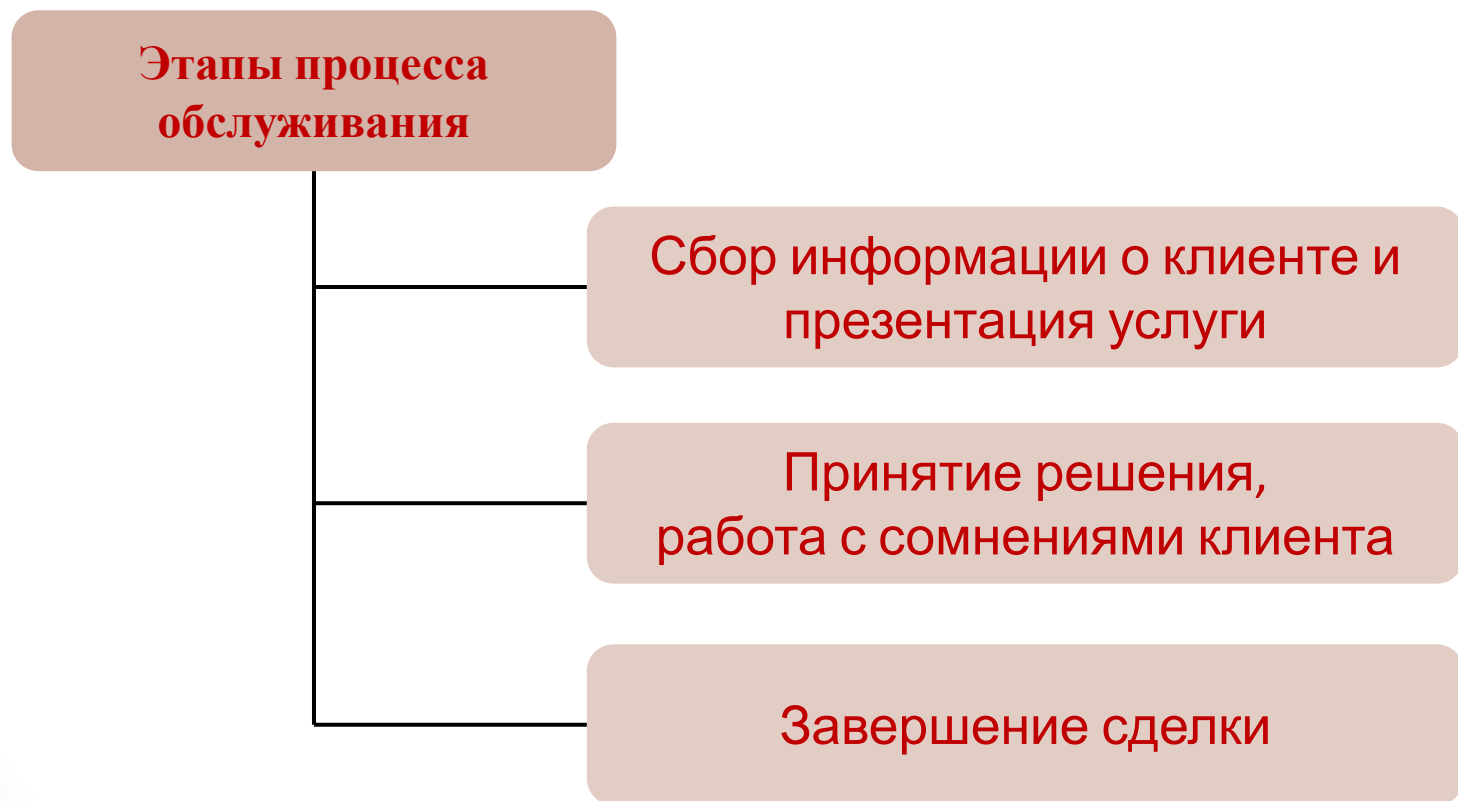 Этапы процесса
обслуживания
Сбор информации о клиенте и
презентация услуги
Принятие решения,
работа с сомнениями клиента
Завершение сделки